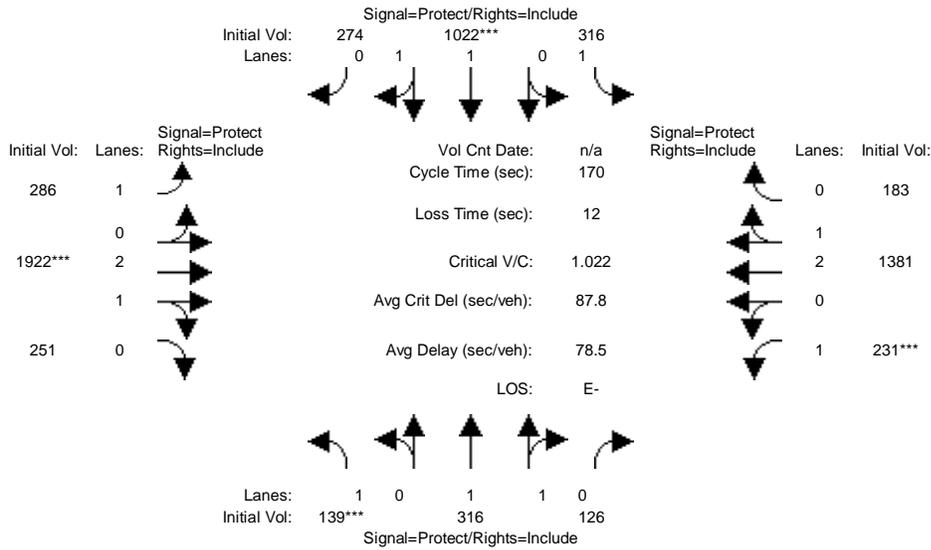 Signal=Protect/Rights=Include
Initial Vol: 274 1022*** 316
Lanes: 0 1 1 0 1
Signal=Protect
Initial Vol: Lanes: Rights=Include
Vol Cnt Date: n/a
Signal=Protect
Rights=Include Lanes: Initial Vol:
Cycle Time (sec): 170
286 1
0 183
Loss Time (sec): 12
0
1
1922*** 2
Critical V/C: 1.022
2 1381
1
Avg Crit Del (sec/veh): 87.8
0
251 0
Avg Delay (sec/veh): 78.5
1 231***
LOS: E-
Lanes: 1 0 1 1 0
Initial Vol: 139*** 316 126
Signal=Protect/Rights=Include